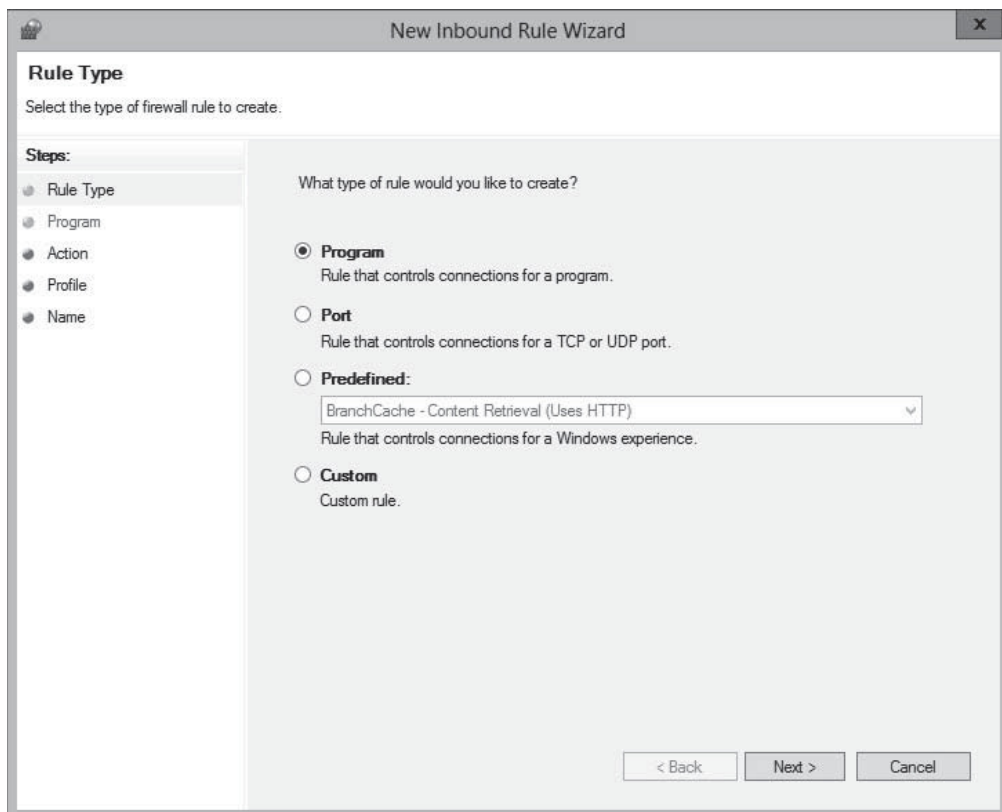 New Inbound Rule Wizard
x
Rule Type
Select the type of firewall rule to create.
Steps:
Rule Type
Program
Action
Profile
Name
What type of rule would you like to create?
Program
Rule that controls connections for a program.
Port
Rule that controls connections for a TCP or UDP port.
Predefined:
BranchCache - Content Retrieval (Uses HTTP)
Rule that controls connections for a Windows experience.
Custom
Custom rule.
< Back Next > Cancel